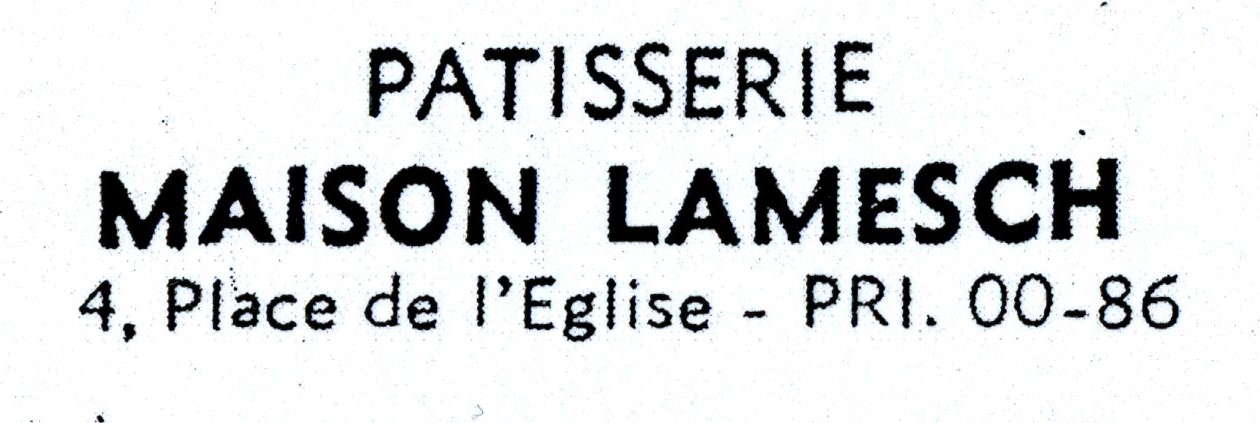 PATISSERIE
MAISON LAMESCH
4, Place de l'Eglise - PRI. 00-86